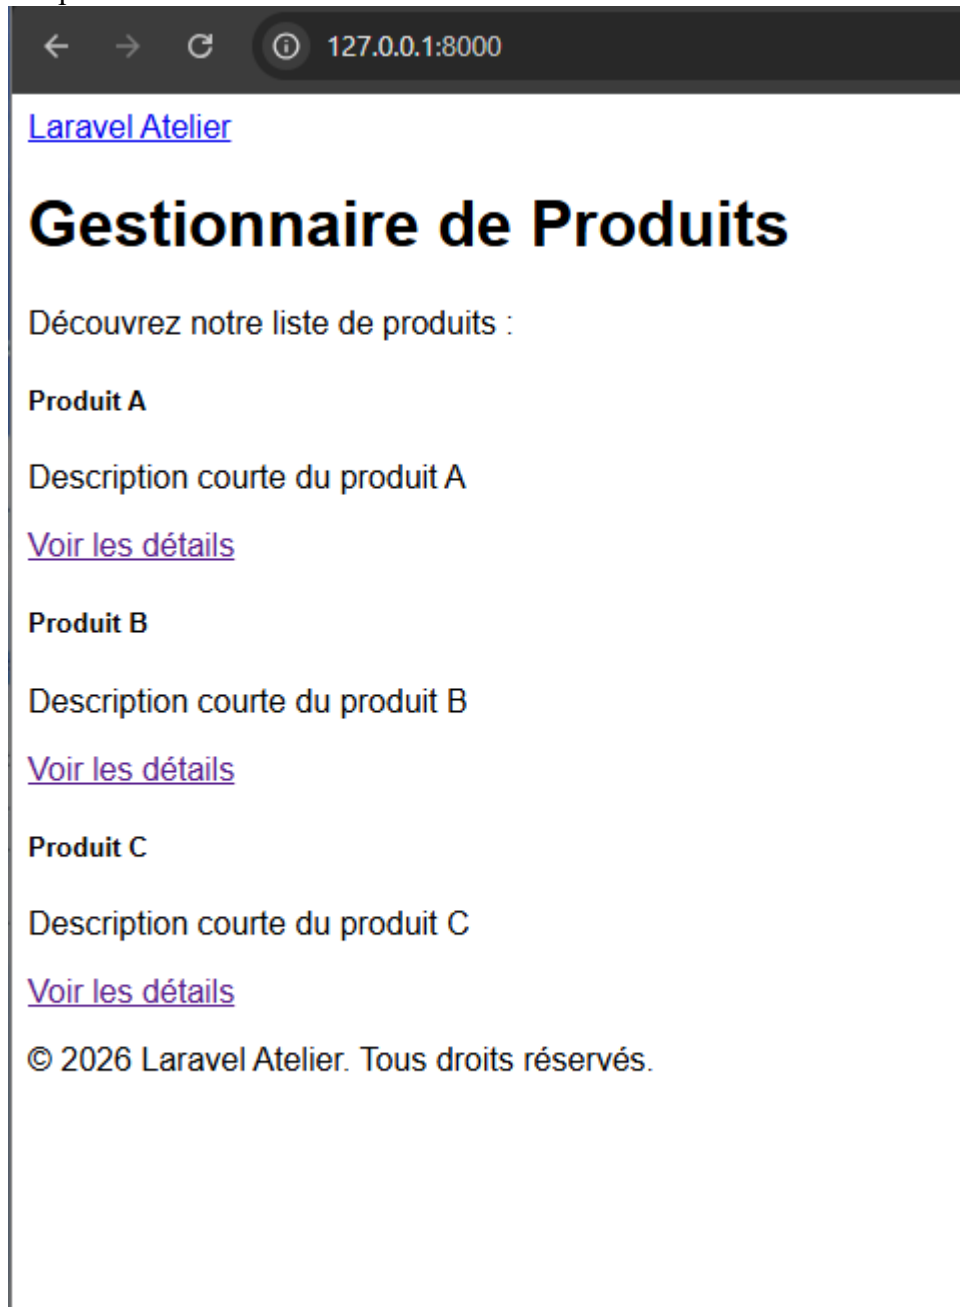 127.0.0.1:8000
Laravel Atelier
Gestionnaire de Produits
Découvrez notre liste de produits :
Produit A
Description courte du produit A
Voir les détails
Produit B
Description courte du produit B
Voir les détails
Produit C
Description courte du produit C
Voir les détails
© 2026 Laravel Atelier. Tous droits réservés.